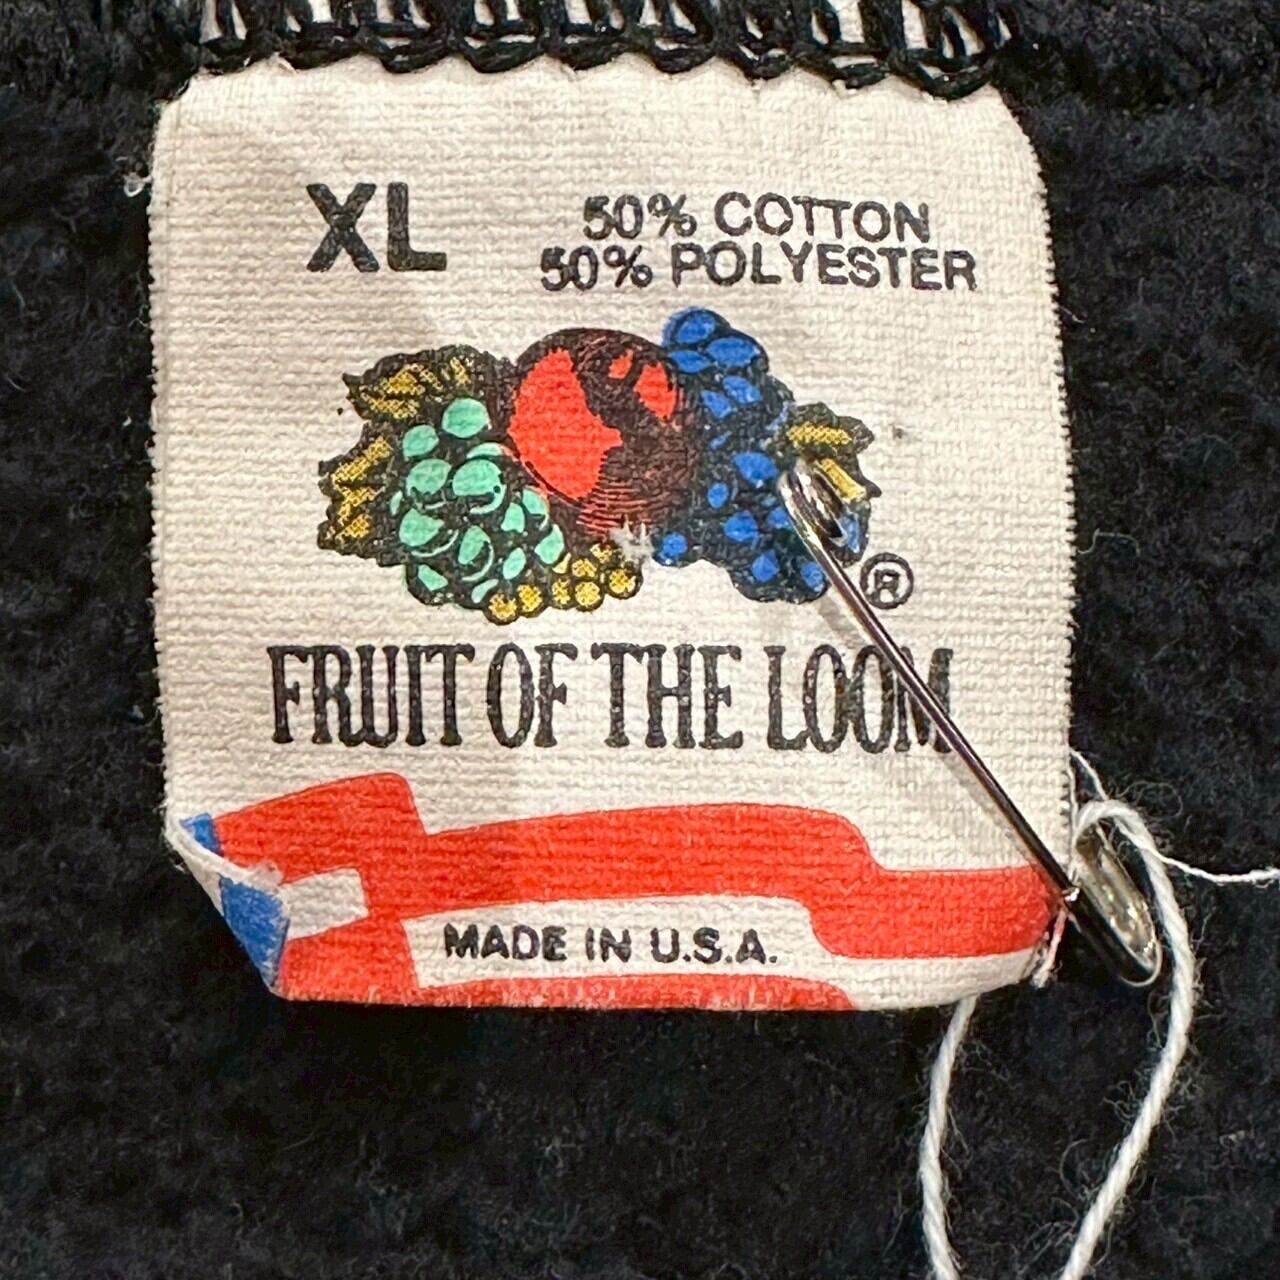 XL
50% COTTON
50% POLYESTER
®
FRUIT OF THE LOOM
MADE IN U.S.A.